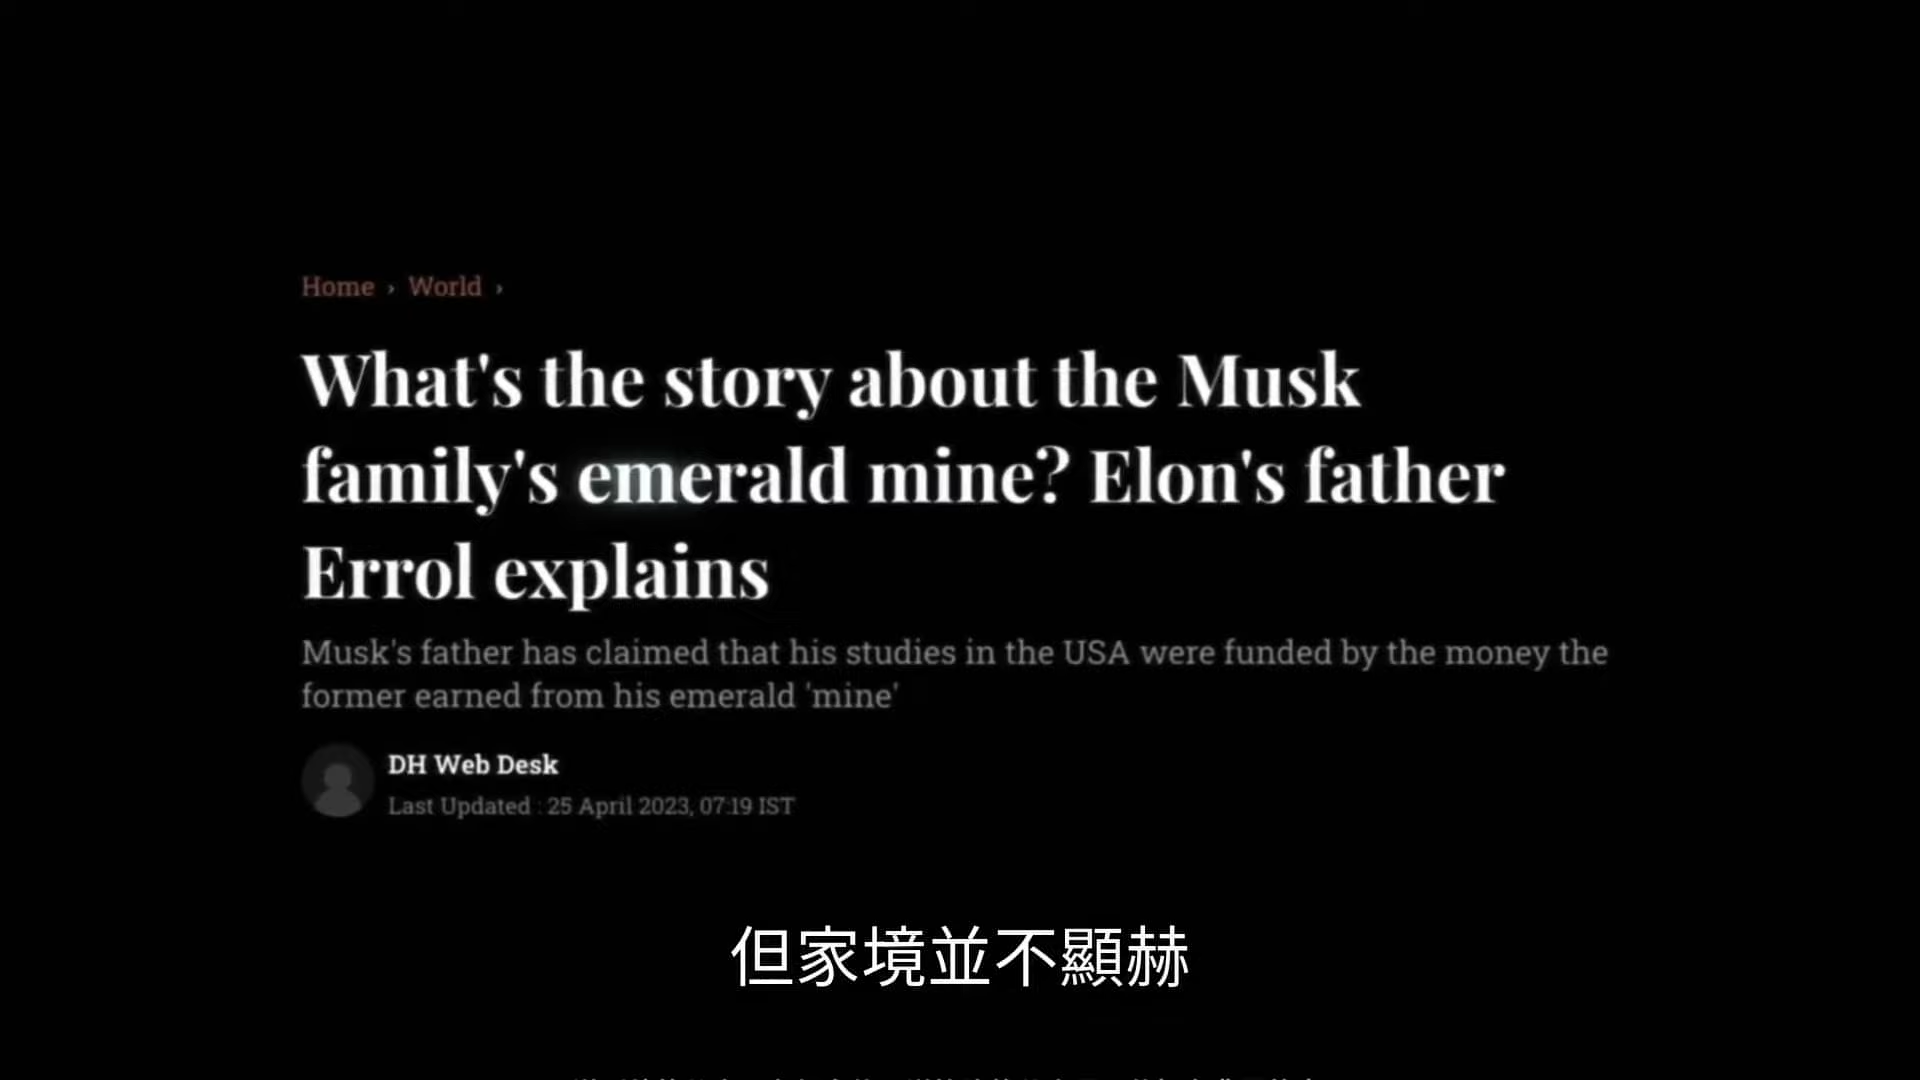 Home › World ›
What's the story about the Musk
family's emerald mine? Elon's father
Errol explains
Musk's father has claimed that his studies in the USA were funded by the money the
former earned from his emerald 'mine'
DH Web Desk
Last Updated : 25 April 2023, 07:19 IST
但家境並不顯赫